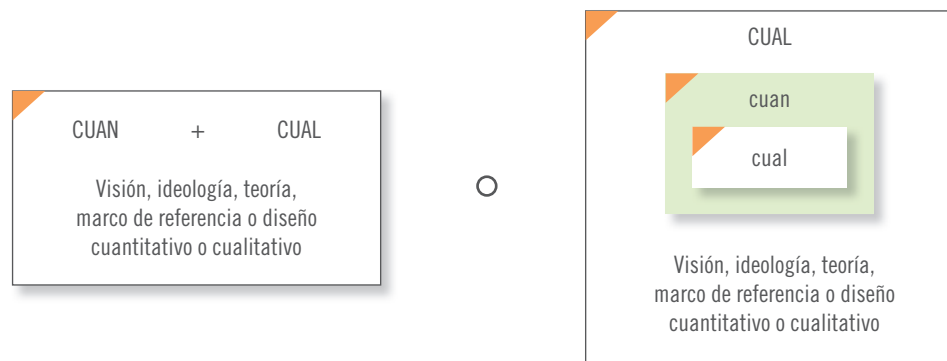 CUAN + CUAL
Visión, ideología, teoría,
marco de referencia o diseño
cuantitativo o cualitativo
O
CUAL
cuan
cual
Visión, ideología, teoría,
marco de referencia o diseño
cuantitativo o cualitativo